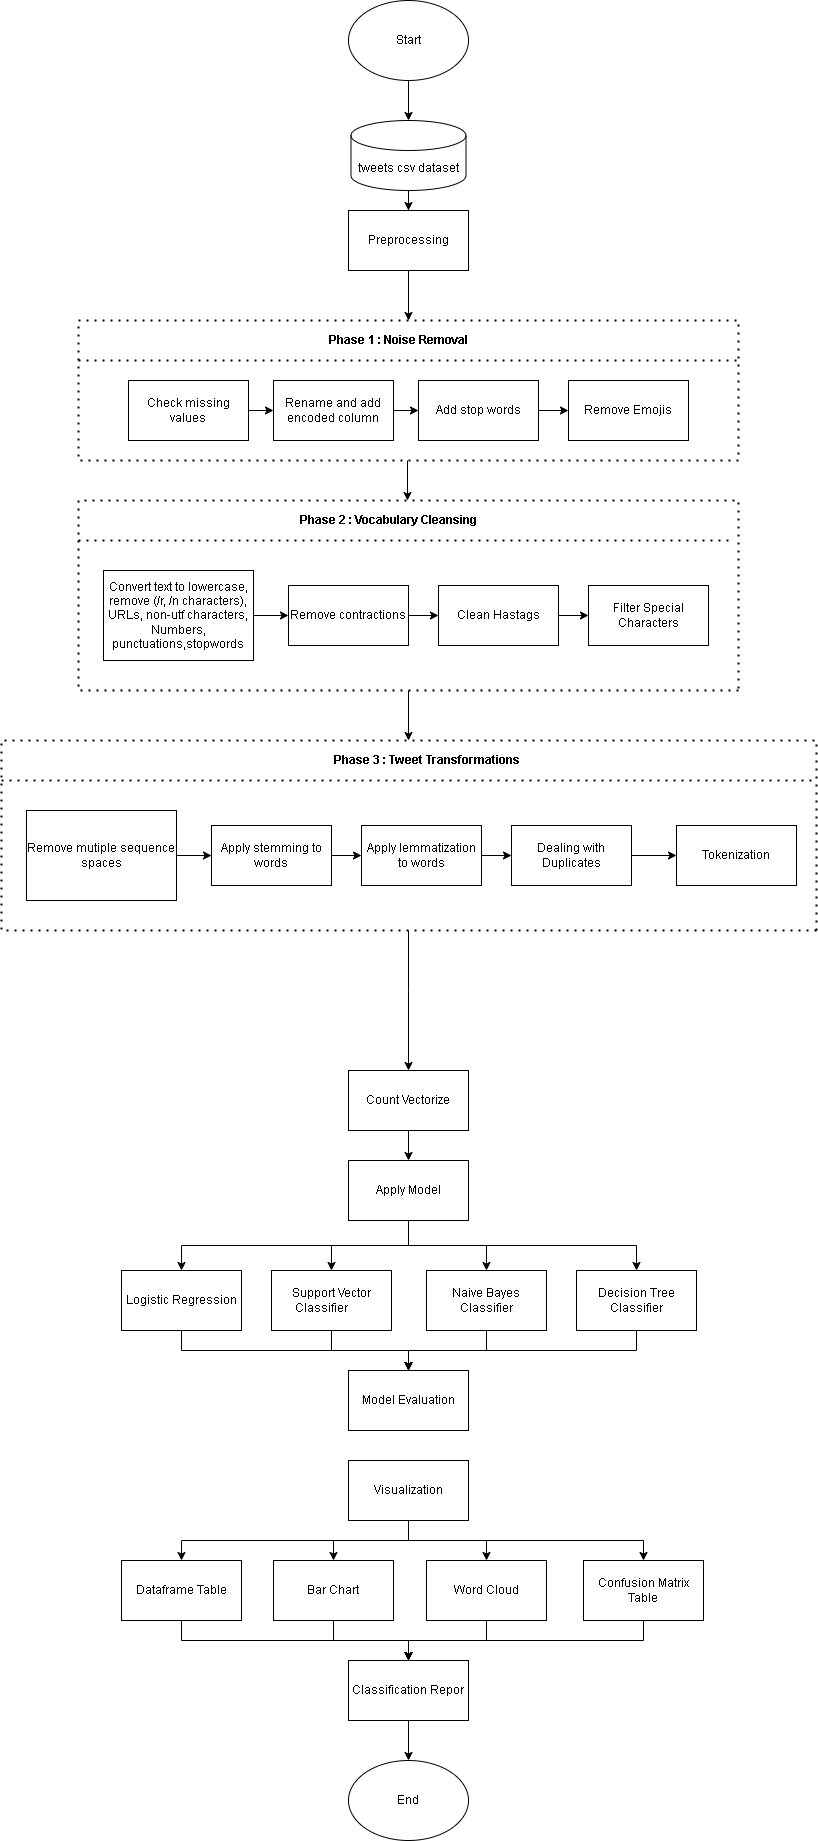 Start
tweets csv dataset
Preprocessing
Phase 1 : Noise Removal
Check missing
values
Rename and add
encoded column
Add stop words
Remove Emojis
Phase 2 : Vocabulary Cleansing
Convert text to lowercase,
remove (/r, /n characters),
URLs, non-utf characters,
Numbers,
punctuations,stopwords
Remove contractions
Clean Hastags
Filter Special
Characters
Phase 3 : Tweet Transformations
Remove mutiple sequence
spaces
Apply stemming to
words
Apply lemmatization
to words
Dealing with
Duplicates
Tokenization
Count Vectorize
Apply Model
Logistic Regression
Support Vector
Classifier
Naive Bayes
Classifier
Decision Tree
Classifier
Model Evaluation
Visualization
Dataframe Table
Bar Chart
Word Cloud
Confusion Matrix
Table
Classification Repor
End